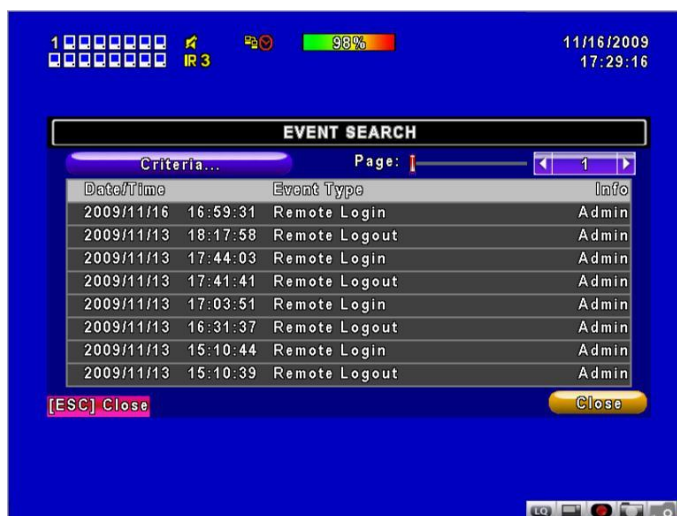 1 98% 11/16/2009
IR 3 17:29:16
EVENT SEARCH
Criteria... Page: 1
Date/Time Event Type Info
2009/11/16 16:59:31 Remote Login Admin
2009/11/13 18:17:58 Remote Logout Admin
2009/11/13 17:44:03 Remote Login Admin
2009/11/13 17:41:41 Remote Logout Admin
2009/11/13 17:03:51 Remote Login Admin
2009/11/13 16:31:37 Remote Logout Admin
2009/11/13 15:10:44 Remote Login Admin
2009/11/13 15:10:39 Remote Logout Admin
[ESC] Close Close
LQ